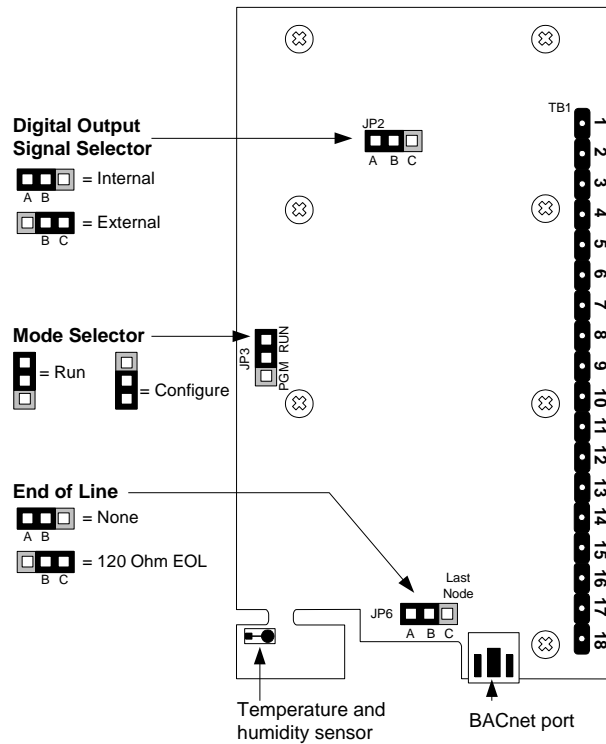 Digital Output
Signal Selector
= Internal
A B
= External
B C
JP2
A B C
TB1
1
2
3
4
5
6
7
8
9
10
11
12
13
14
15
16
17
18
Mode Selector
= Run
= Configure
JP3
PGM RUN
End of Line
= None
A B
= 120 Ohm EOL
B C
Last
Node
JP6
A B C
Temperature and
humidity sensor
BACnet port